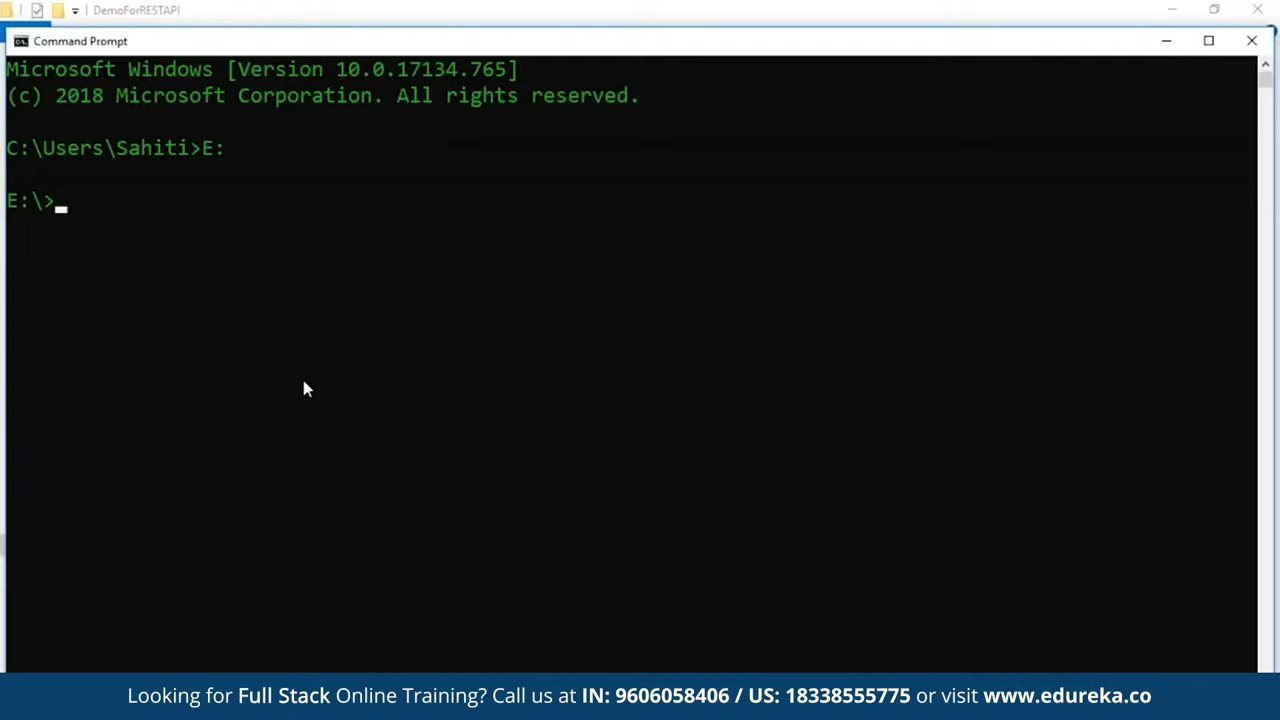 DemoForRESTAPI
Command Prompt
Microsoft Windows [Version 10.0.17134.765]
(c) 2018 Microsoft Corporation. All rights reserved.
C:\Users\Sahiti>E:
E:\>
Looking for Full Stack Online Training? Call us at IN: 9606058406 / US: 18338555775 or visit www.edureka.co